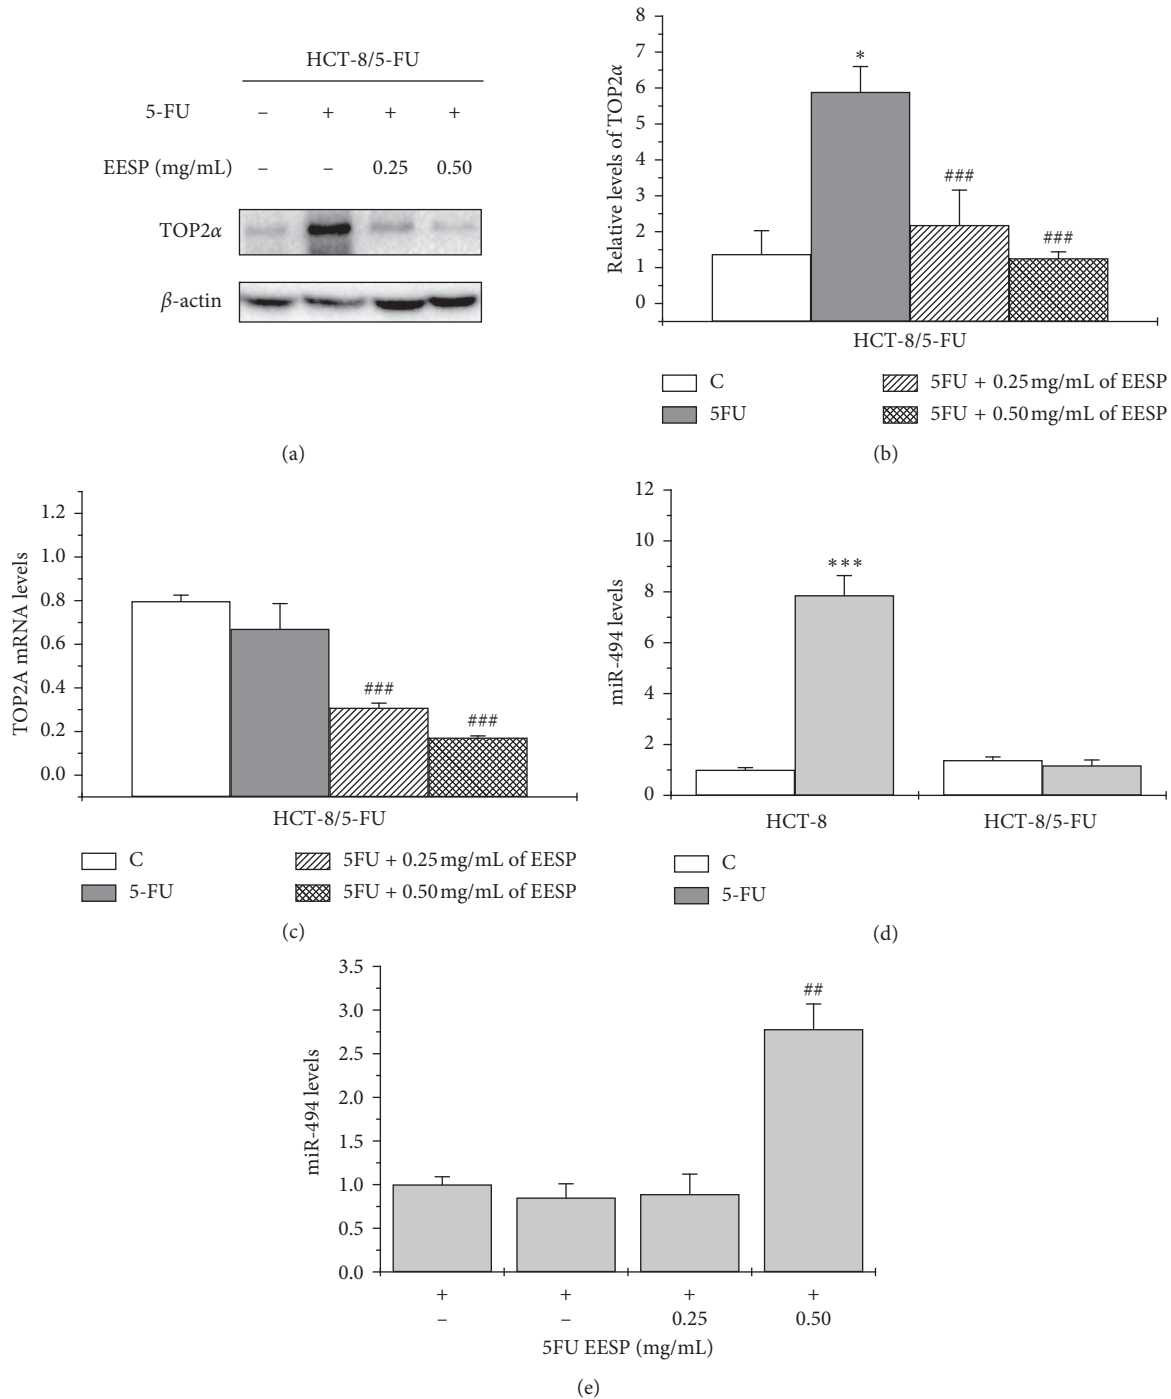 HCT-8/5-FU
5-FU – + + +
EESP (mg/mL) – – 0.25 0.50
TOP2α
β-actin
(a)
8
7
6
5
4
3
2
1
0
Relative levels of TOP2α
*
###
###
HCT-8/5-FU
C
5FU
5FU + 0.25 mg/mL of EESP
5FU + 0.50 mg/mL of EESP
(b)
1.2
1.0
0.8
0.6
0.4
0.2
0.0
TOP2A mRNA levels
###
###
HCT-8/5-FU
C
5-FU
5FU + 0.25 mg/mL of EESP
5FU + 0.50 mg/mL of EESP
(c)
12
10
8
6
4
2
0
miR-494 levels
***
HCT-8 HCT-8/5-FU
C
5-FU
(d)
3.5
3.0
2.5
2.0
1.5
1.0
0.5
0.0
miR-494 levels
##
+ + + +
– – 0.25 0.50
5FU EESP (mg/mL)
(e)